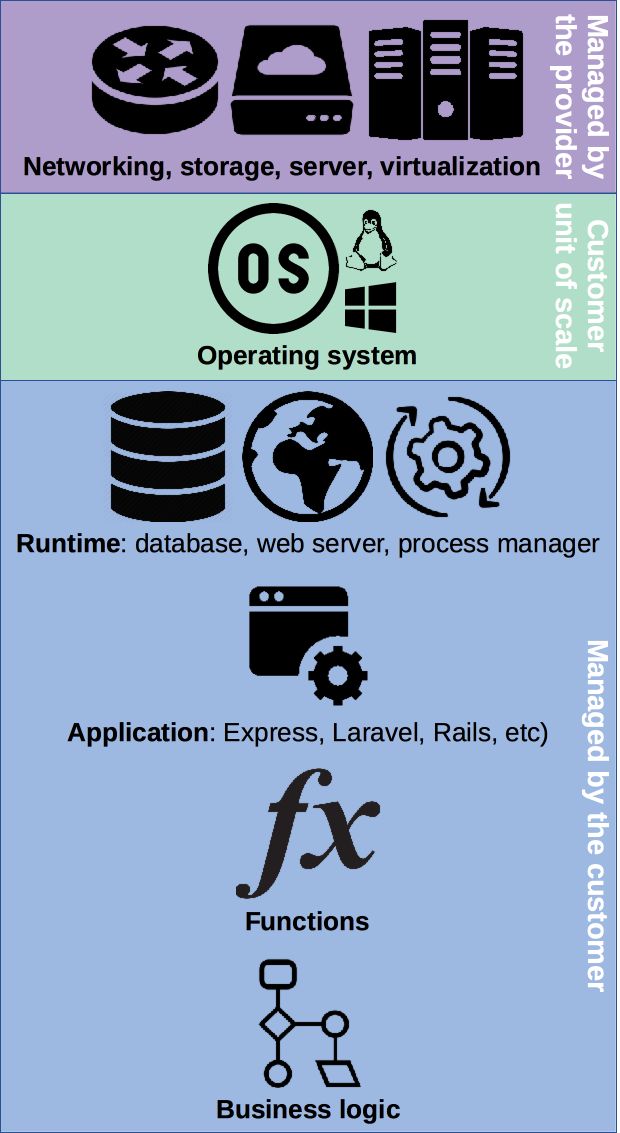 Managed by
the provider
Networking, storage, server, virtualization
Customer
unit of scale
OS
Operating system
Runtime: database, web server, process manager
Managed by the customer
Application: Express, Laravel, Rails, etc)
fx
Functions
Business logic